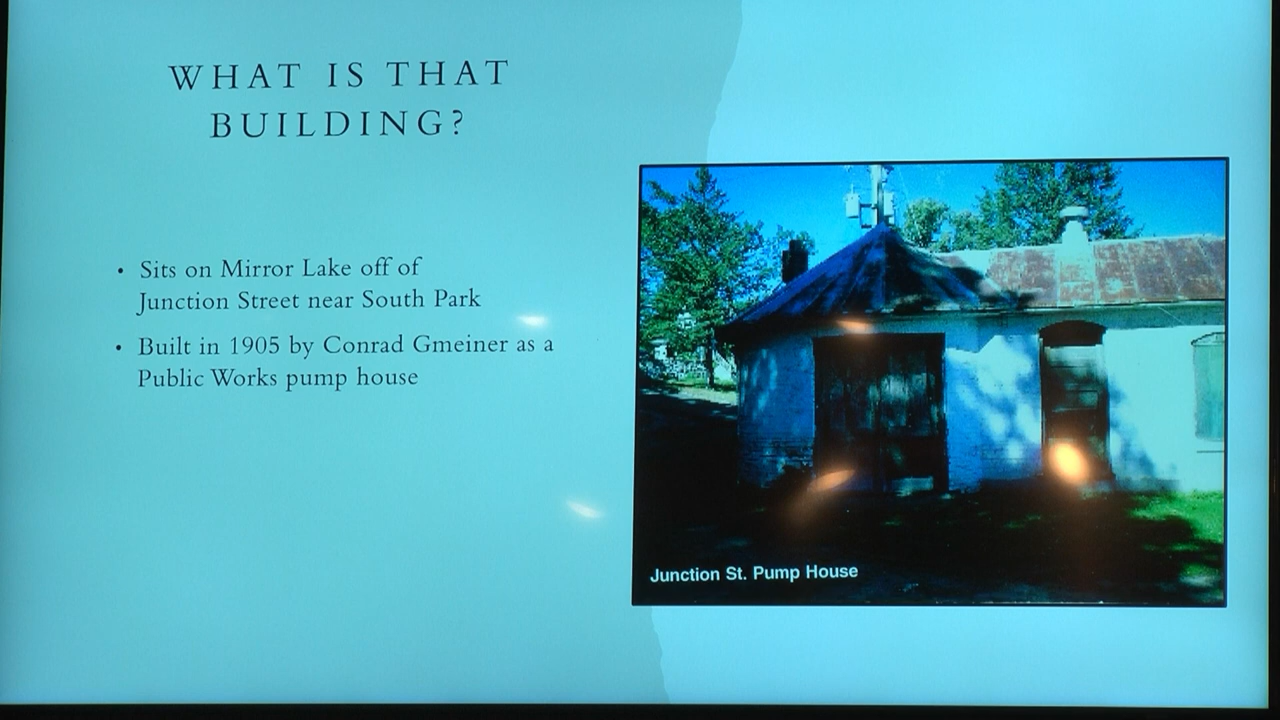 WHAT IS THAT
BUILDING?
• Sits on Mirror Lake off of
Junction Street near South Park
• Built in 1905 by Conrad Gmeiner as a
Public Works pump house
Junction St. Pump House